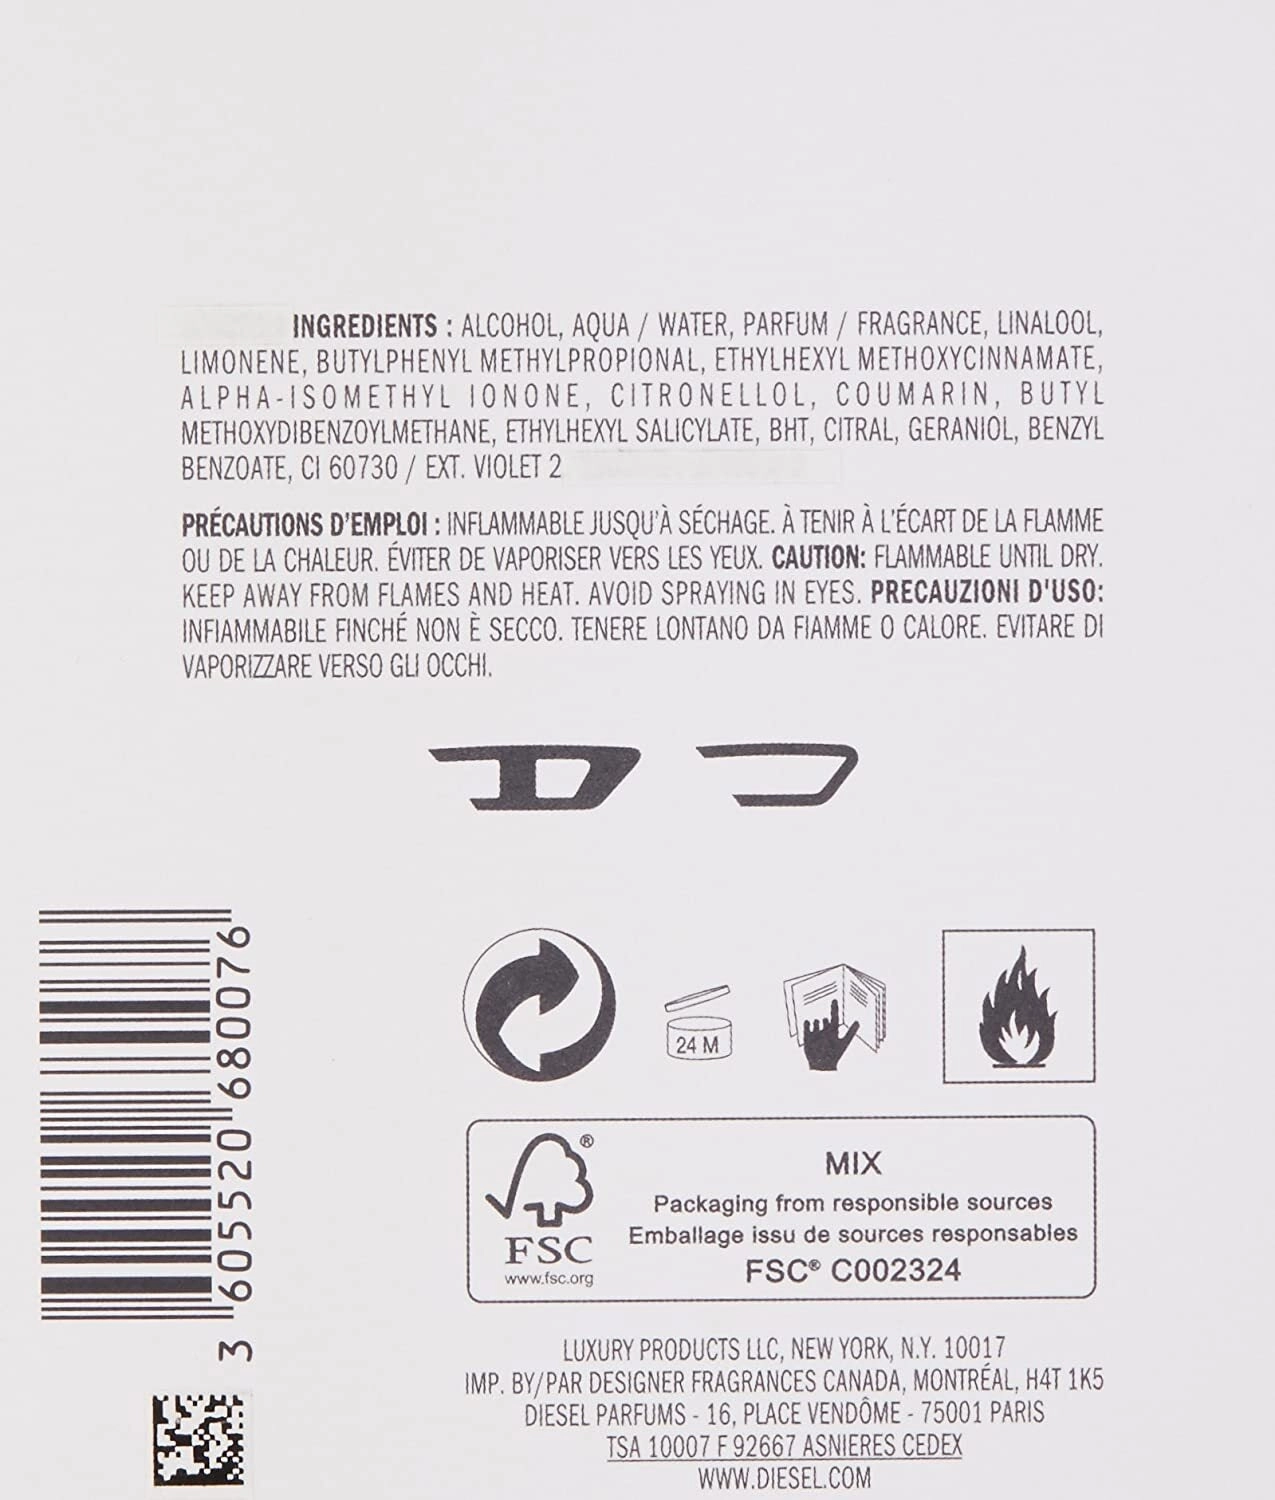 INGREDIENTS : ALCOHOL, AQUA / WATER, PARFUM / FRAGRANCE, LINALOOL,
LIMONENE, BUTYLPHENYL METHYLPROPIONAL, ETHYLHEXYL METHOXYCINNAMATE,
ALPHA-ISOMETHYL IONONE, CITRONELLOL, COUMARIN, BUTYL
METHOXYDIBENZOYLMETHANE, ETHYLHEXYL SALICYLATE, BHT, CITRAL, GERANIOL, BENZYL
BENZOATE, CI 60730 / EXT. VIOLET 2
PRÉCAUTIONS D'EMPLOI : INFLAMMABLE JUSQU'À SÉCHAGE. À TENIR À L'ÉCART DE LA FLAMME
OU DE LA CHALEUR. ÉVITER DE VAPORISER VERS LES YEUX. CAUTION: FLAMMABLE UNTIL DRY.
KEEP AWAY FROM FLAMES AND HEAT. AVOID SPRAYING IN EYES. PRECAUZIONI D'USO:
INFIAMMABILE FINCHÉ NON È SECCO. TENERE LONTANO DA FIAMME O CALORE. EVITARE DI
VAPORIZZARE VERSO GLI OCCHI.
3 605520 680076
24 M
®
FSC
www.fsc.org
MIX
Packaging from responsible sources
Emballage issu de sources responsables
FSC® C002324
LUXURY PRODUCTS LLC, NEW YORK, N.Y. 10017
IMP. BY/PAR DESIGNER FRAGRANCES CANADA, MONTRÉAL, H4T 1K5
DIESEL PARFUMS - 16, PLACE VENDÔME - 75001 PARIS
TSA 10007 F 92667 ASNIERES CEDEX
WWW.DIESEL.COM